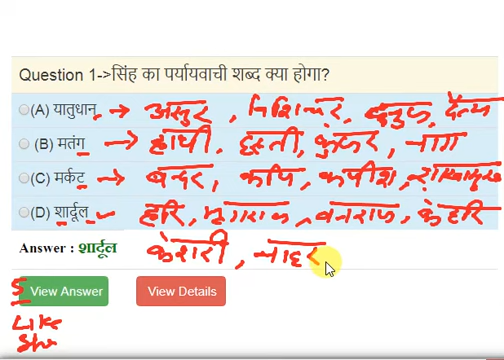 Question 1->सिंह का पर्यायवाची शब्द क्या होगा?
(A) यातुधान, → असुर, निशिचर, दनुज, दैत्य
(B) मतंग → हाथी, हस्ती, कुंजर, नाग
(C) मर्कट → बन्दर, कपि, कपीश,
(D) शार्दूल हरि, मृगराज, वनराज, केहरि
Answer : शार्दूल केशरी, नाहर
S View Answer View Details
Like